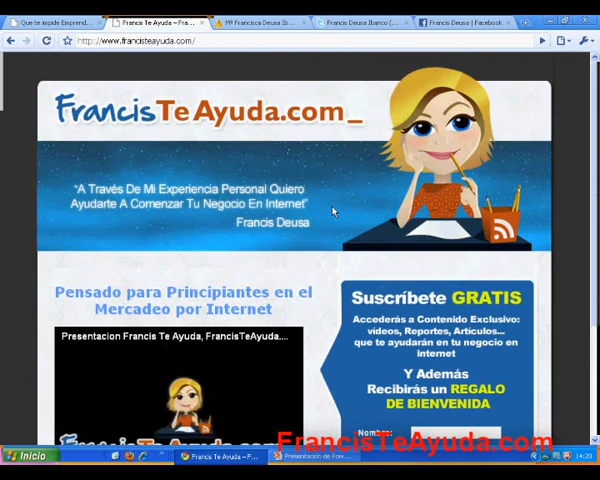 Que te impide Emprend...
Francis Te Ayuda – Fra...
Mª Francisca Deusa Ib...
Francis Deusa Ibanco (...
Francis Deusa | Facebook
http://www.francisteayuda.com/
FrancisTeAyuda.com_
"A Través De Mi Experiencia Personal Quiero
Ayudarte A Comenzar Tu Negocio En Internet"
Francis Deusa
Pensado para Principiantes en el
Mercadeo por Internet
Presentacion Francis Te Ayuda, FrancisTeAyuda....
Suscríbete GRATIS
Accederás a Contenido Exclusivo:
vídeos, Reportes, Artículos...
que te ayudarán en tu negocio en
internet
Y Además
Recibirás un REGALO
DE BIENVENIDA
Nombre:
FrancisTeAyuda.com
Inicio
Francis Te Ayuda – F...
Presentación de Pow...
14:20